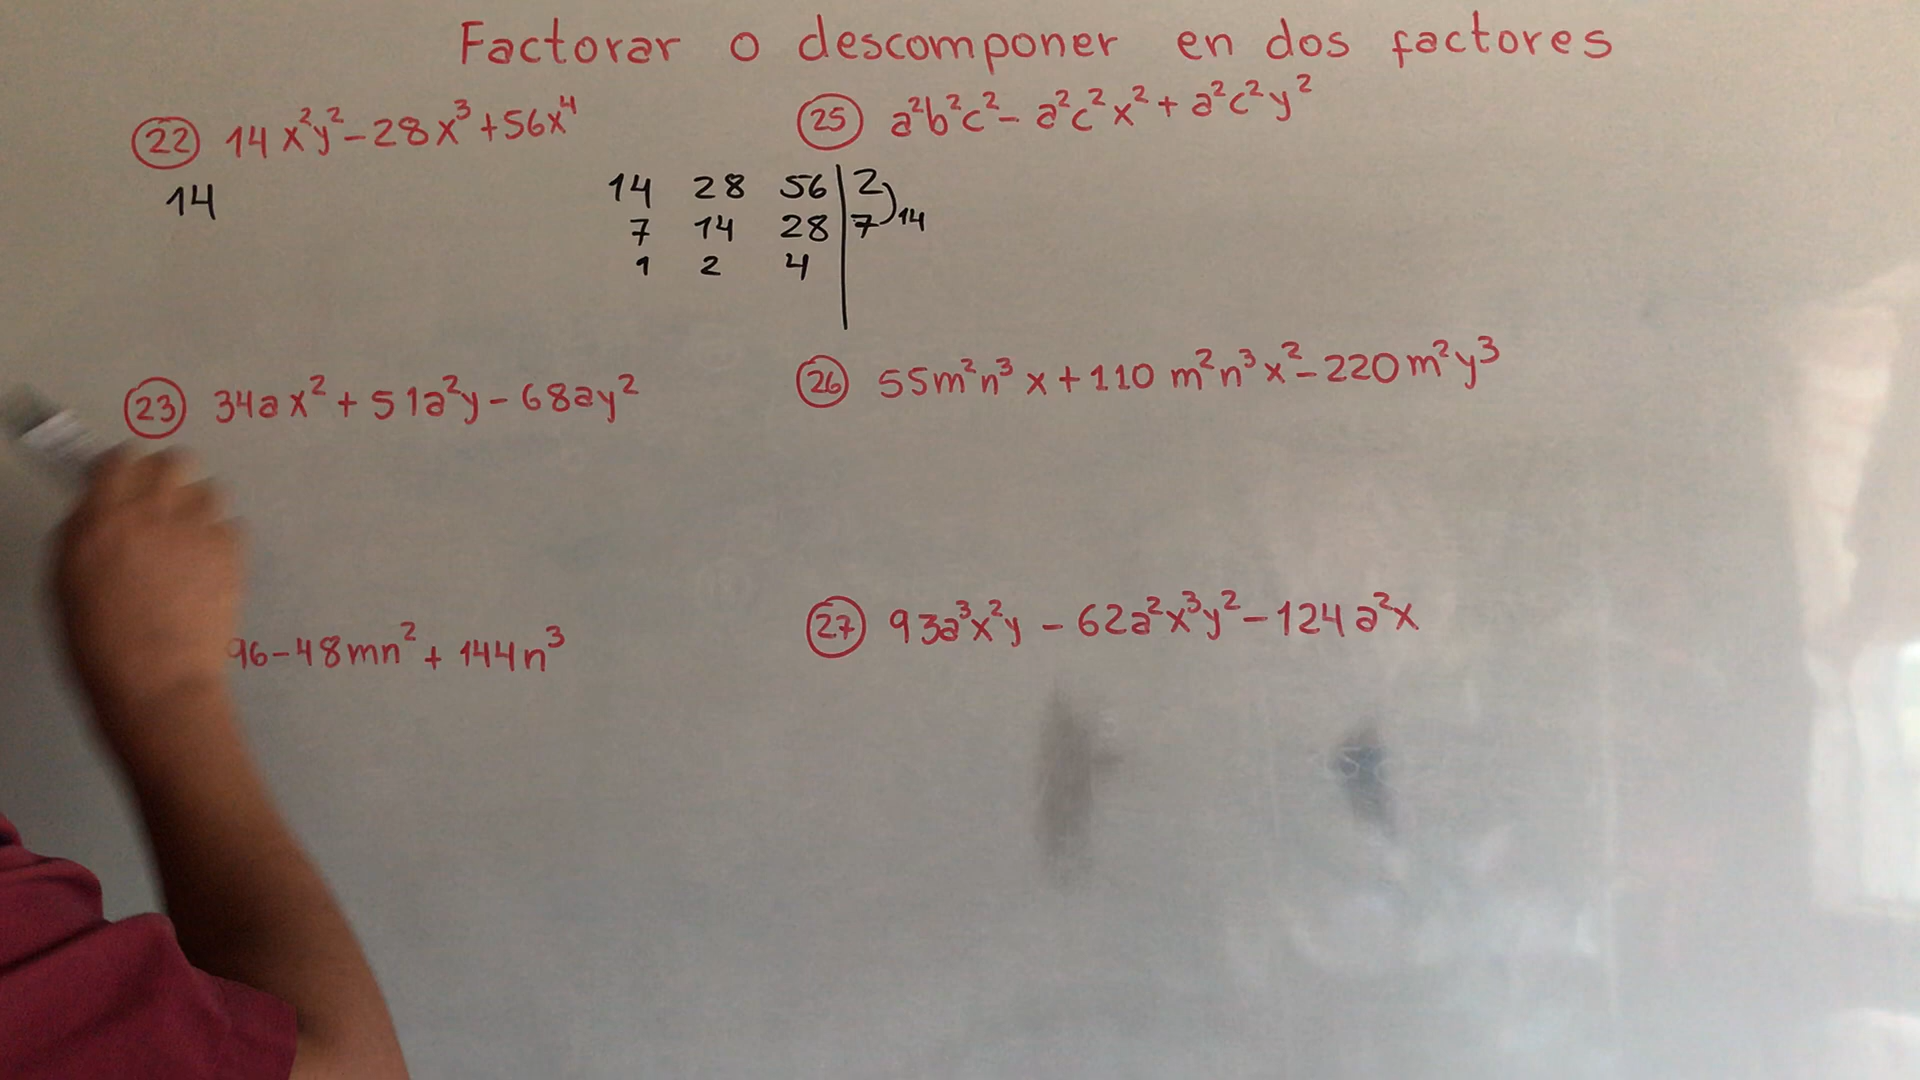 Factorar o descomponer en dos factores
22 14x²y²-28x³+56x⁴
14
14 28 56 | 2
7 14 28 | 7 14
1 2 4
23 34ax²+51a²y-68ay²
96-48mn²+144n³
25 a²b²c²-a²c²x²+a²c²y²
26 55m²n³x+110m²n³x²-220m²y³
27 93a³x²y-62a²x³y²-124a²x